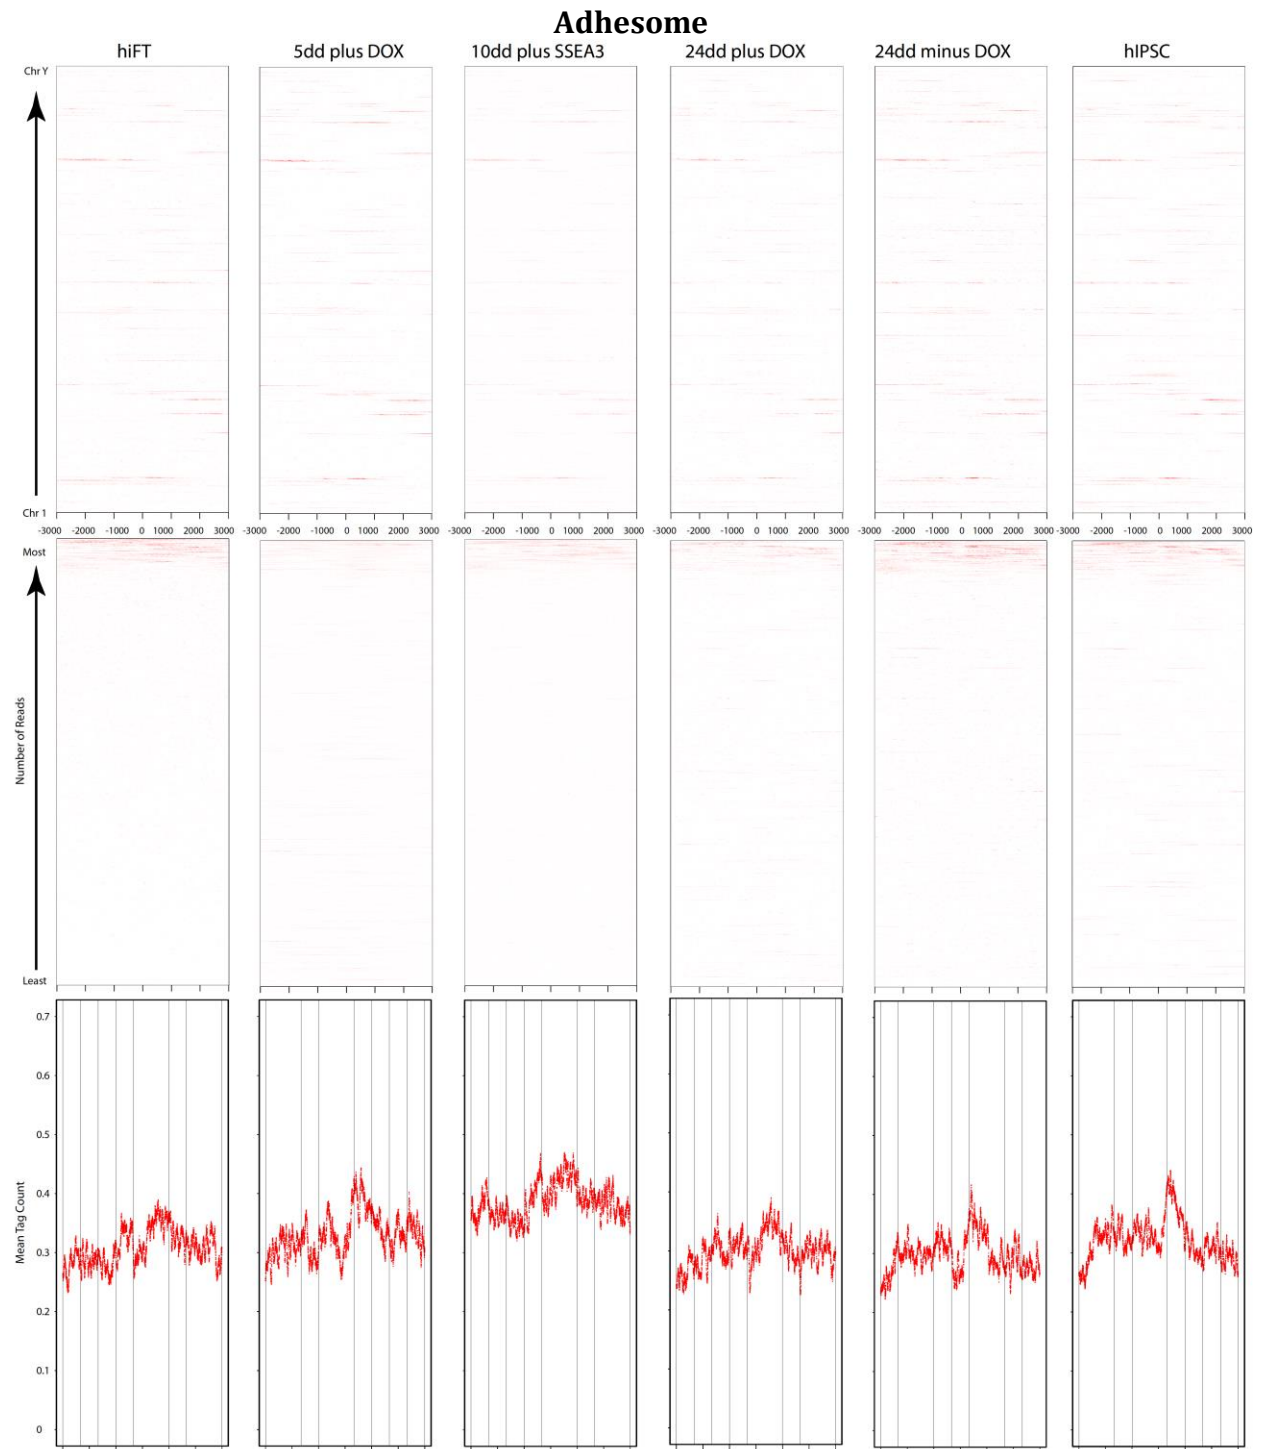 Adhesome
hiFT 5dd plus DOX 10dd plus SSEA3 24dd plus DOX 24dd minus DOX hIPSC
Chr Y
Chr 1
-3000 -2000 -1000 0 1000 2000 3000 -3000 -2000 -1000 0 1000 2000 3000 -3000 -2000 -1000 0 1000 2000 3000 -3000 -2000 -1000 0 1000 2000 3000 -3000 -2000 -1000 0 1000 2000 3000 -3000 -2000 -1000 0 1000 2000 3000
Most
Number of Reads
Least
0.7
0.6
0.5
0.4
0.3
0.2
0.1
0
Mean Tag Count